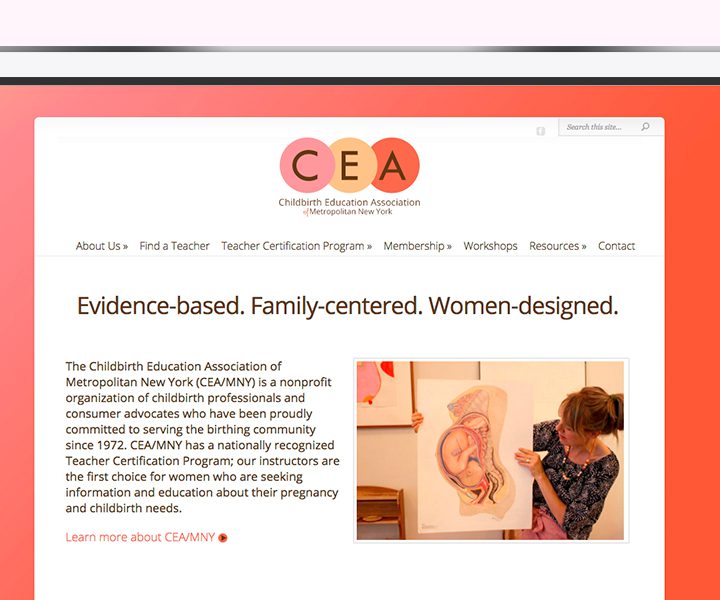 Search this site...
C E A
Childbirth Education Association
of Metropolitan New York
About Us » Find a Teacher Teacher Certification Program » Membership » Workshops Resources » Contact
Evidence-based. Family-centered. Women-designed.
The Childbirth Education Association of
Metropolitan New York (CEA/MNY) is a nonprofit
organization of childbirth professionals and
consumer advocates who have been proudly
committed to serving the birthing community
since 1972. CEA/MNY has a nationally recognized
Teacher Certification Program; our instructors are
the first choice for women who are seeking
information and education about their pregnancy
and childbirth needs.
Learn more about CEA/MNY